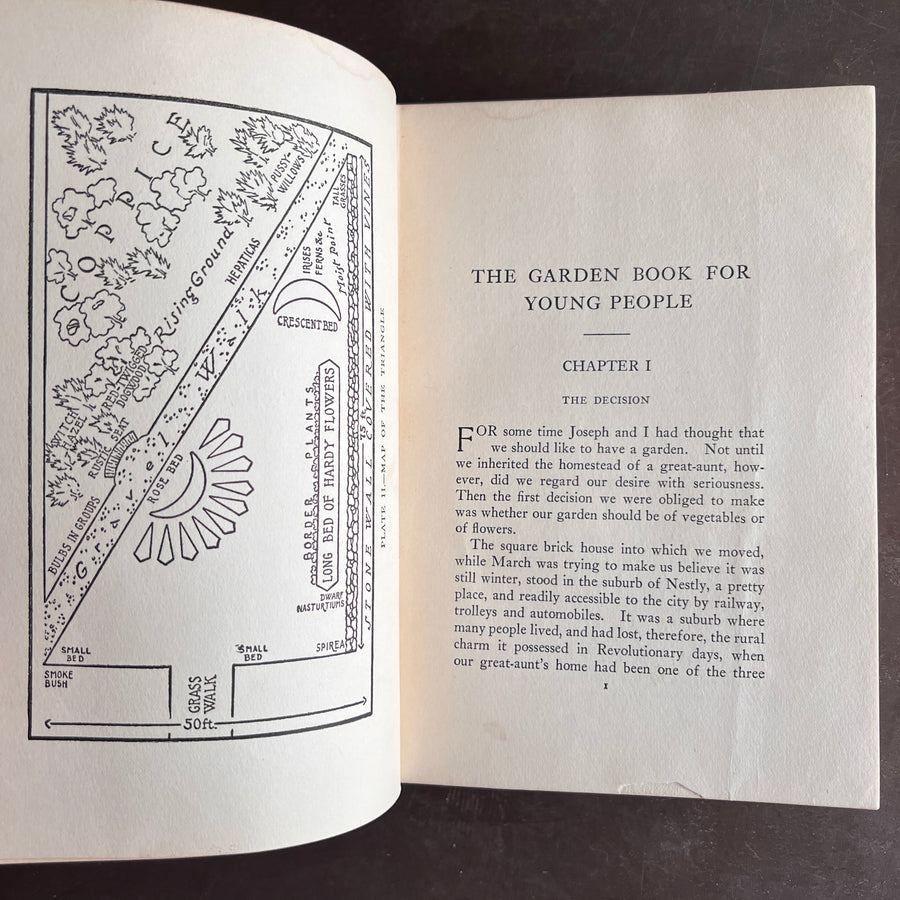 COPPICE
PUSSY-
WILLOWS
TALL
GRASSES
Rising Ground
HEPATICAS
IRISES
FERNS &c
Moist point
CRESCENT BED
Gravel Walk
WITCH
HAZEL
RED-TWIGGED
DOGWOOD
RUSTIC SEAT
ROSE BED
BULBS IN GROUPS
BORDER PLANTS
LONG BED OF HARDY FLOWERS
STONE WALL COVERED WITH VINES
DWARF
NASTURTIUMS
SPIREA
SMALL
BED
SMALL
BED
SMOKE
BUSH
GRASS
WALK
50ft.
PLATE II.—MAP OF THE TRIANGLE
THE GARDEN BOOK FOR
YOUNG PEOPLE
CHAPTER I
THE DECISION
FOR some time Joseph and I had thought that
we should like to have a garden. Not until
we inherited the homestead of a great-aunt, how-
ever, did we regard our desire with seriousness.
Then the first decision we were obliged to make
was whether our garden should be of vegetables or
of flowers.
The square brick house into which we moved,
while March was trying to make us believe it was
still winter, stood in the suburb of Nestly, a pretty
place, and readily accessible to the city by railway,
trolleys and automobiles. It was a suburb where
many people lived, and had lost, therefore, the rural
charm it possessed in Revolutionary days, when
our great-aunt's home had been one of the three
1